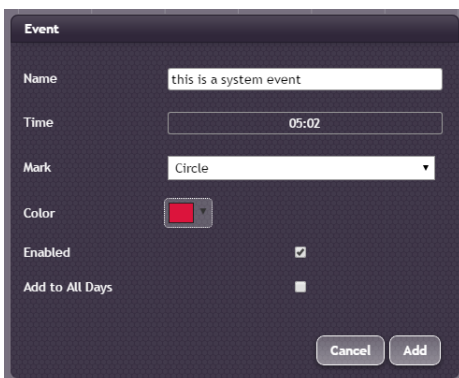 Event
Name this is a system event
Time 05:02
Mark Circle
Color
Enabled
Add to All Days
Cancel Add